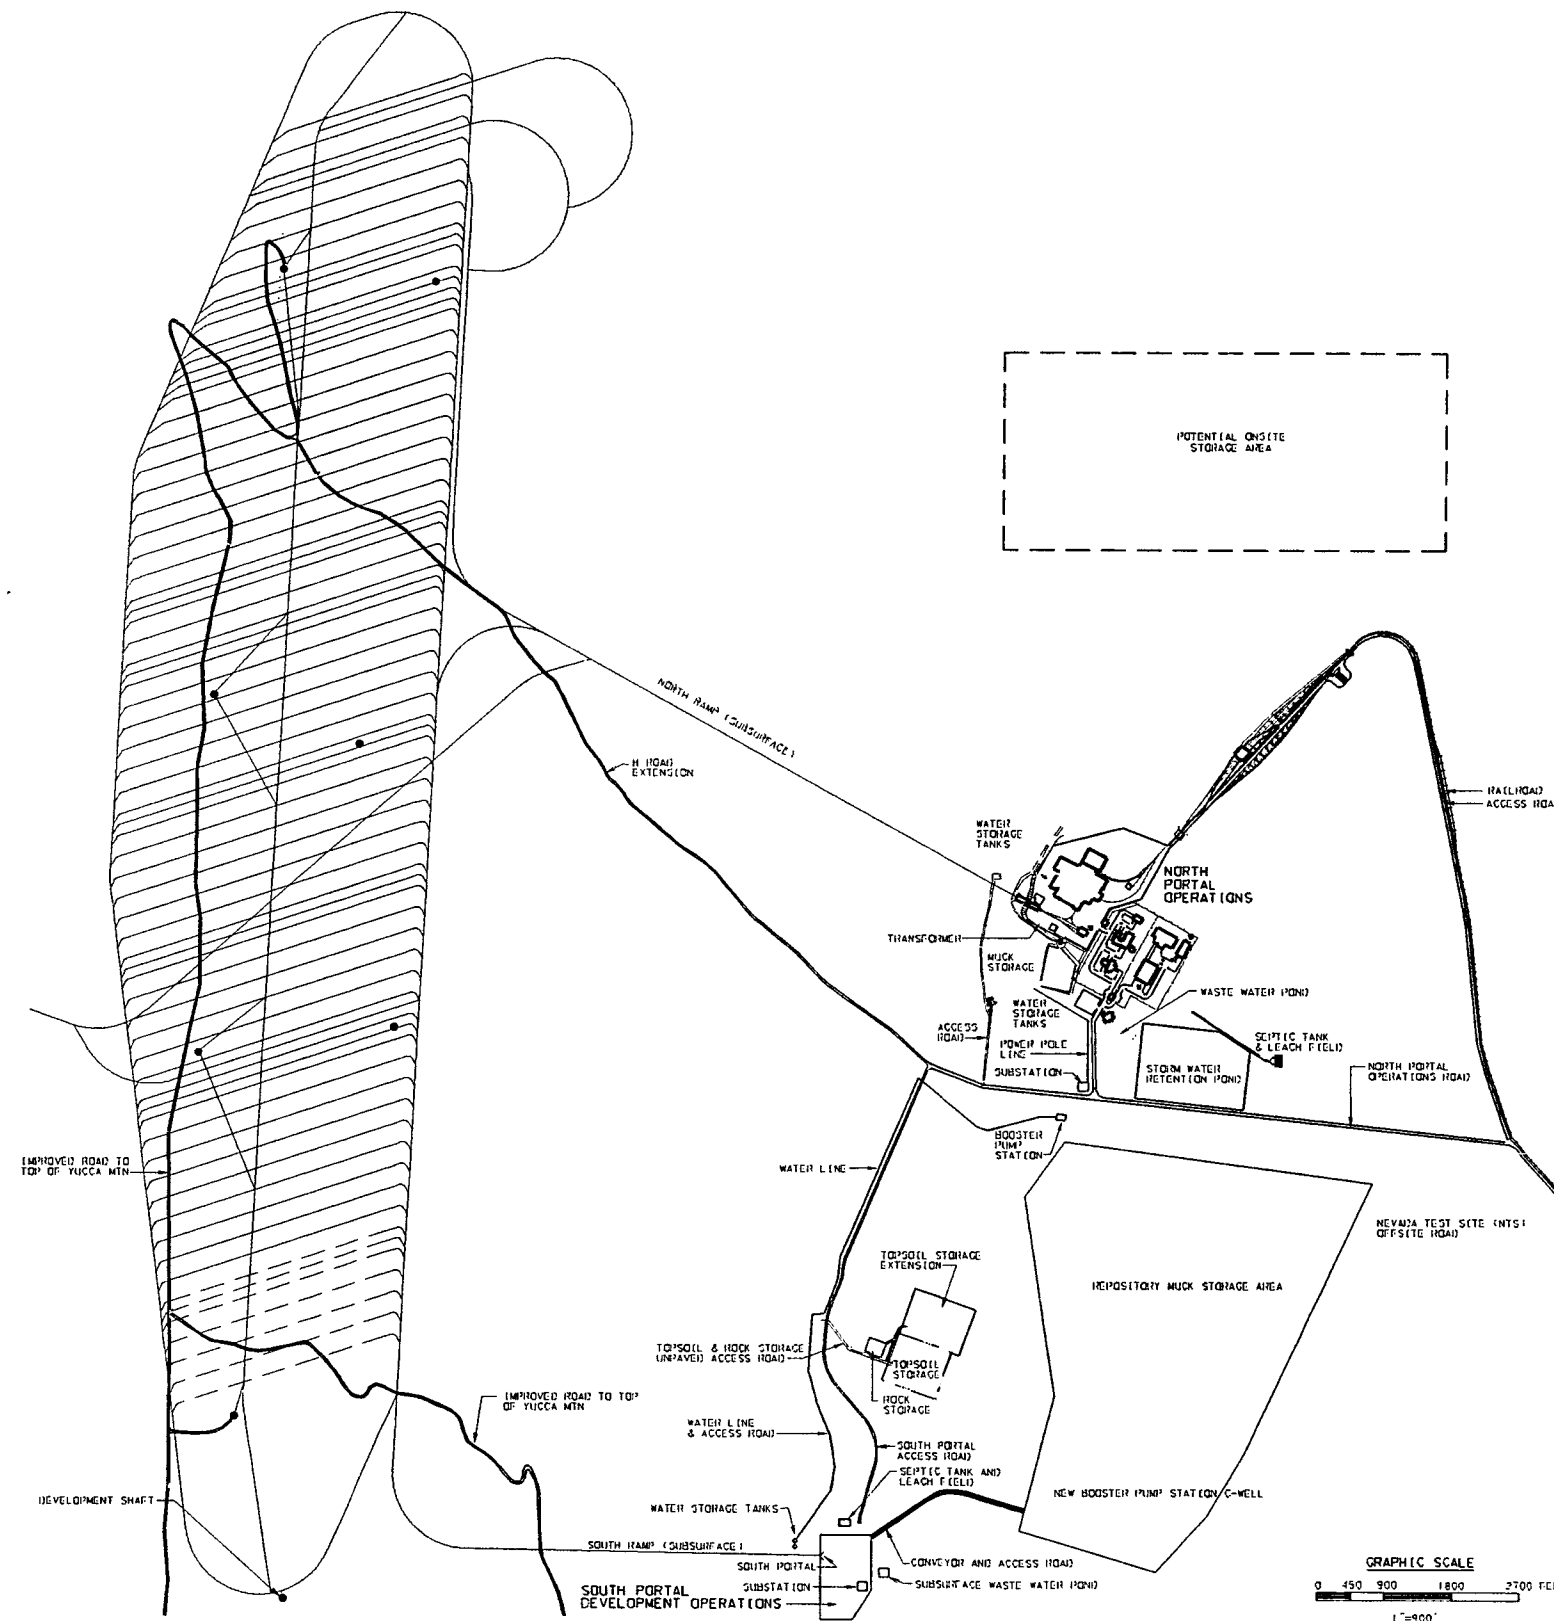 POTENTIAL ONSITE
STORAGE AREA
NORTH RAMP (SUBSURFACE)
H ROAD
EXTENSION
RAILROAD
ACCESS ROA
WATER
STORAGE
TANKS
NORTH
PORTAL
OPERATIONS
TRANSFORMER
MUCK
STORAGE
WASTE WATER POND
WATER
STORAGE
TANKS
ACCESS
ROAD
POWER POLE
LINE
SEPTIC TANK
& LEACH FIELD
SUBSTATION
STORM WATER
RETENTION POND
NORTH PORTAL
OPERATIONS ROAD
BOOSTER
PUMP
STATION
IMPROVED ROAD TO
TOP OF YUCCA MTN
WATER LINE
NEVADA TEST SITE (NTS)
OFFSITE ROAD
TOPSOIL STORAGE
EXTENSION
REPOSITORY MUCK STORAGE AREA
TOPSOIL & ROCK STORAGE
UNPAVED ACCESS ROAD
TOPSOIL
STORAGE
IMPROVED ROAD TO TOP
OF YUCCA MTN
ROCK
STORAGE
WATER LINE
& ACCESS ROAD
SOUTH PORTAL
ACCESS ROAD
SEPTIC TANK AND
LEACH FIELD
NEW BOOSTER PUMP STATION C-WELL
DEVELOPMENT SHAFT
WATER STORAGE TANKS
SOUTH RAMP (SUBSURFACE)
SOUTH PORTAL
CONVEYOR AND ACCESS ROAD
SUBSTATION
SUBSURFACE WASTE WATER POND
SOUTH PORTAL
DEVELOPMENT OPERATIONS
GRAPHIC SCALE
0 450 900 1800 2700 FEE
1"=900'